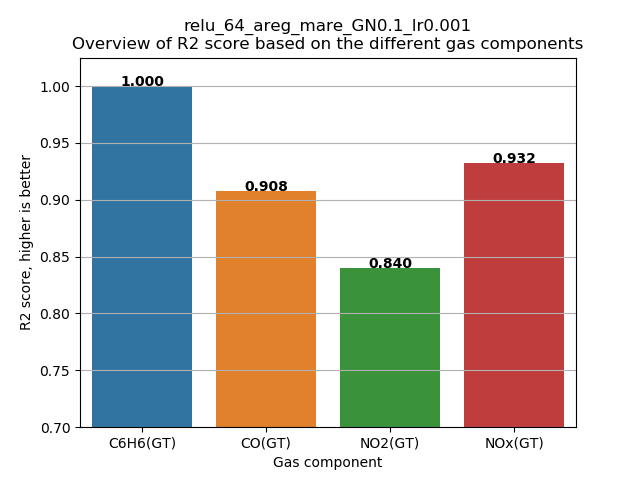 relu_64_areg_mare_GN0.1_lr0.001
Overview of R2 score based on the different gas components
R2 score, higher is better
1.00
0.95
0.90
0.85
0.80
0.75
0.70
1.000
0.908
0.840
0.932
C6H6(GT)
CO(GT)
NO2(GT)
NOx(GT)
Gas component